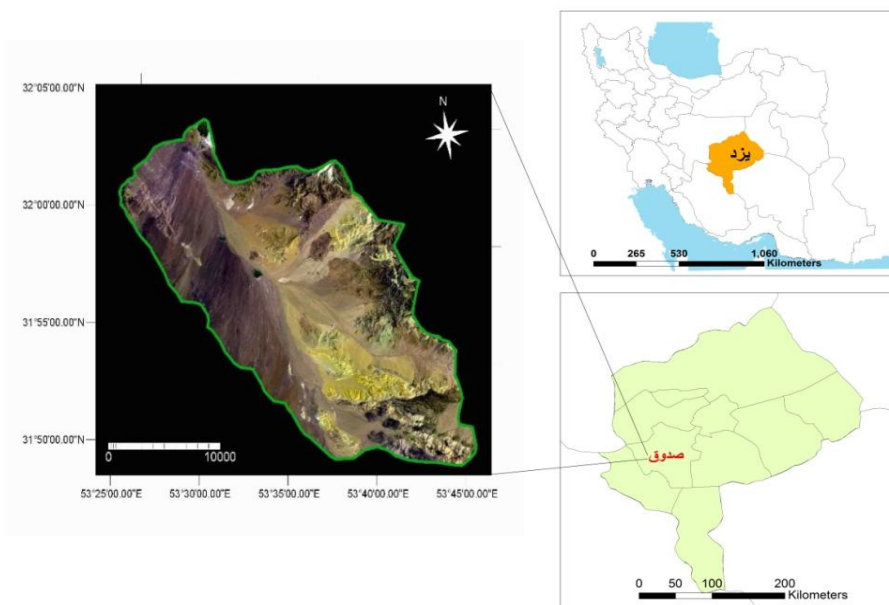 32°05'00.00"N
32°00'00.00"N
31°55'00.00"N
31°50'00.00"N
N
0
10000
53°25'00.00"E
53°30'00.00"E
53°35'00.00"E
53°40'00.00"E
53°45'00.00"E
یزد
0 265 530 1,060
Kilometers
صدوق
0 50 100 200
Kilometers